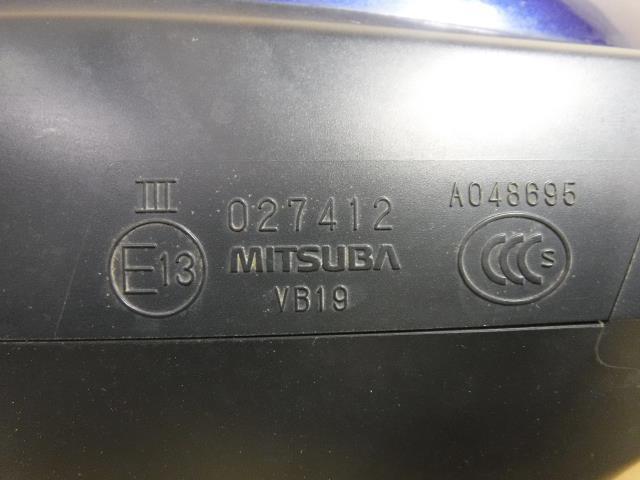 III 027412 A048695
E13 MITSUBA CCC S
VB19